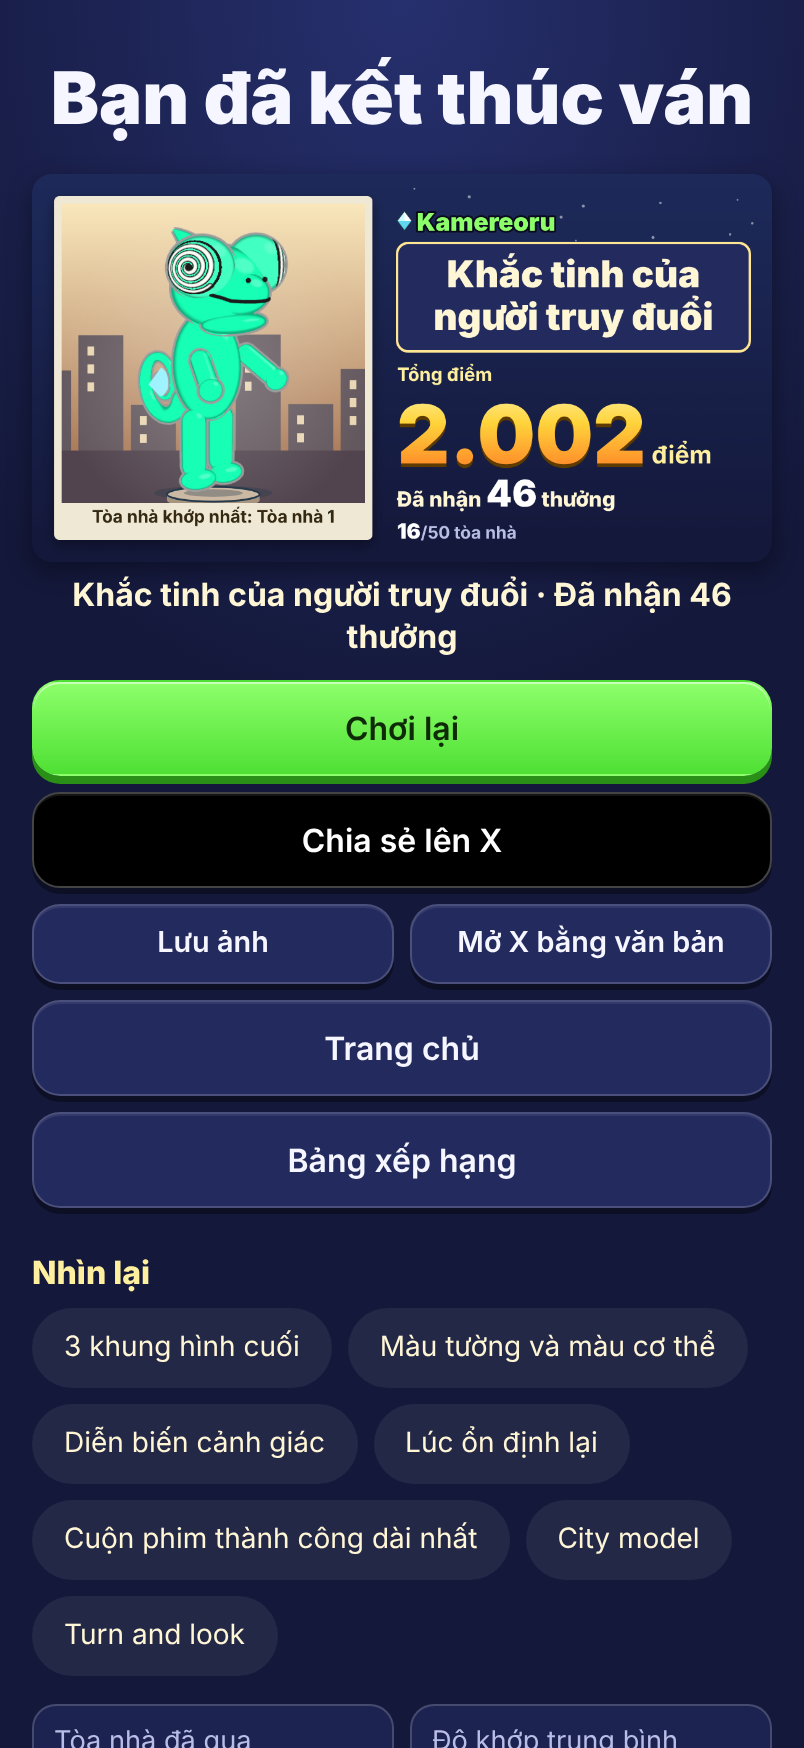 Bạn đã kết thúc ván
Kamereoru
Khắc tinh của
người truy đuổi
Tổng điểm
2.002 điểm
Đã nhận 46 thưởng
16/50 tòa nhà
Tòa nhà khớp nhất: Tòa nhà 1
Khắc tinh của người truy đuổi · Đã nhận 46
thưởng
Chơi lại
Chia sẻ lên X
Lưu ảnh
Mở X bằng văn bản
Trang chủ
Bảng xếp hạng
Nhìn lại
3 khung hình cuối
Màu tường và màu cơ thể
Diễn biến cảnh giác
Lúc ổn định lại
Cuộn phim thành công dài nhất
City model
Turn and look
Tòa nhà đã qua
Độ khớp trung bình